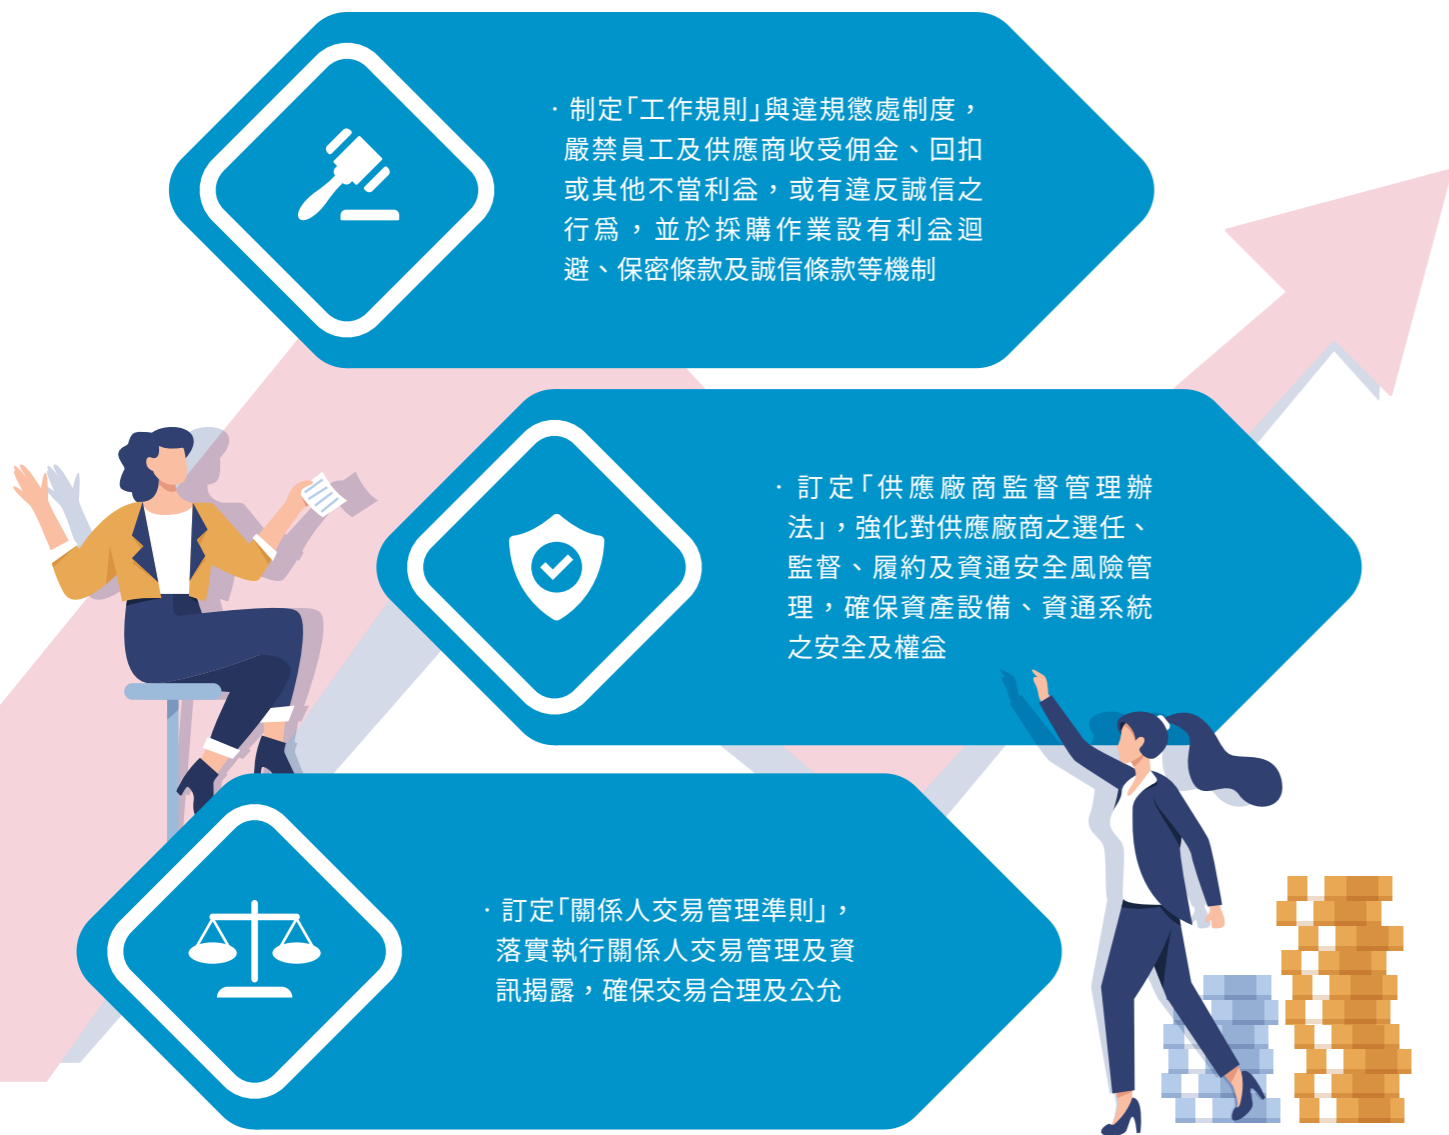 · 制定「工作規則」與違規懲處制度，
嚴禁員工及供應商收受佣金、回扣
或其他不當利益，或有違反誠信之
行為，並於採購作業設有利益迴
避、保密條款及誠信條款等機制
· 訂定「供應廠商監督管理辦
法」，強化對供應廠商之選任、
監督、履約及資通安全風險管
理，確保資產設備、資通系統
之安全及權益
· 訂定「關係人交易管理準則」，
落實執行關係人交易管理及資
訊揭露，確保交易合理及公允